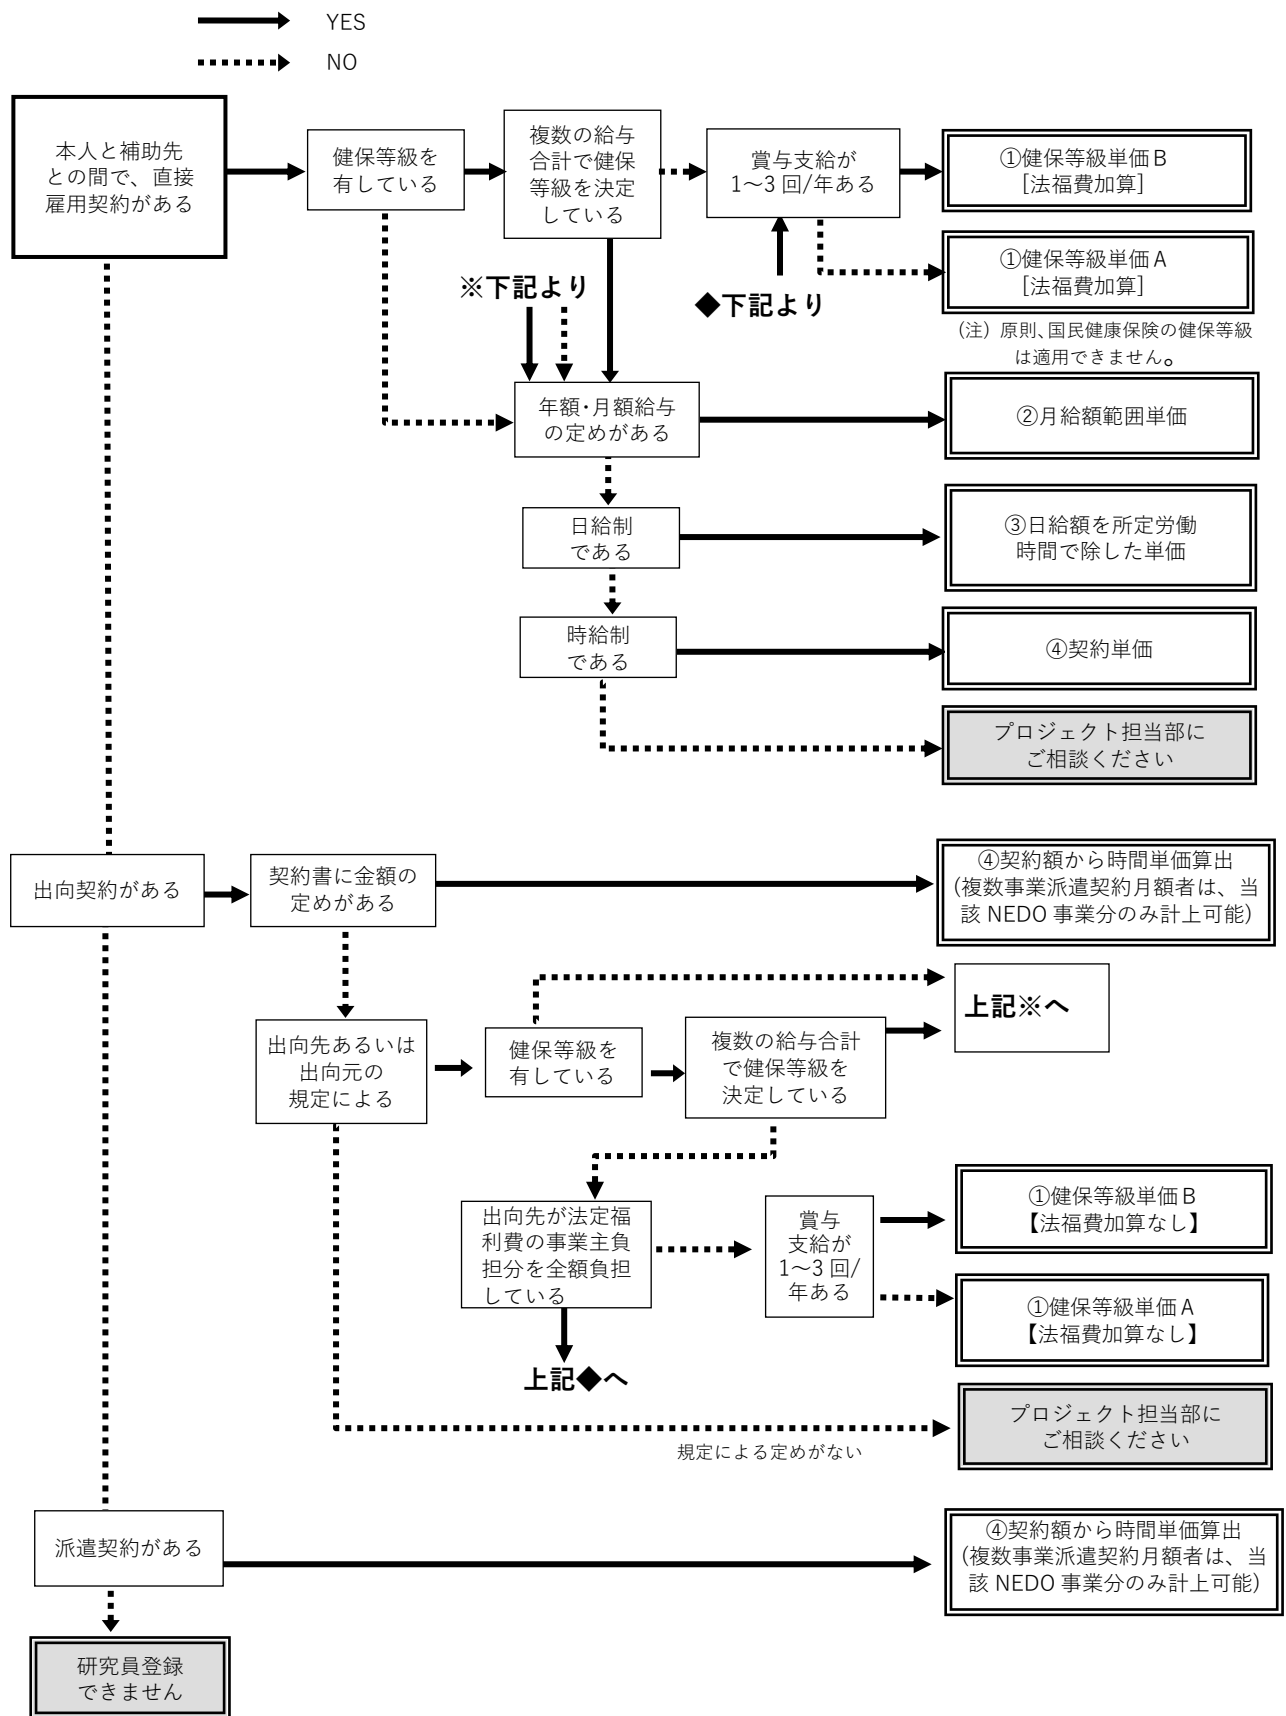 YES
NO
本人と補助先
との間で、直接
雇用契約がある
健保等級を
有している
複数の給与
合計で健保
等級を決定
している
賞与支給が
1～3 回/年ある
①健保等級単価Ｂ
［法福費加算］
①健保等級単価Ａ
［法福費加算］
（注）原則、国民健康保険の健保等級
は適用できません。
※下記より
◆下記より
年額･月額給与
の定めがある
②月給額範囲単価
日給制
である
③日給額を所定労働
時間で除した単価
時給制
である
④契約単価
プロジェクト担当部に
ご相談ください
出向契約がある
契約書に金額の
定めがある
④契約額から時間単価算出
(複数事業派遣契約月額者は、当
該 NEDO 事業分のみ計上可能)
出向先あるいは
出向元の
規定による
健保等級を
有している
複数の給与合計
で健保等級を
決定している
上記※へ
出向先が法定福
利費の事業主負
担分を全額負担
している
賞与
支給が
1～3 回/
年ある
①健保等級単価Ｂ
【法福費加算なし】
①健保等級単価Ａ
【法福費加算なし】
上記◆へ
規定による定めがない
プロジェクト担当部に
ご相談ください
派遣契約がある
④契約額から時間単価算出
(複数事業派遣契約月額者は、当
該 NEDO 事業分のみ計上可能)
研究員登録
できません